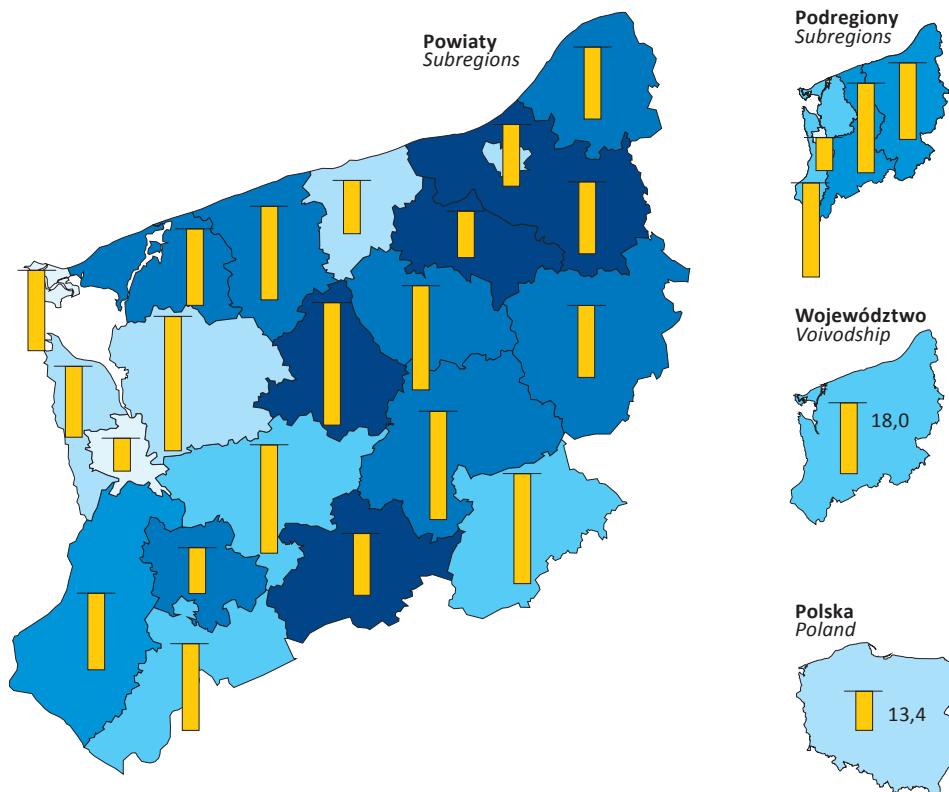 Powiaty
Subregions
Podregiony
Subregions
Województwo
Voivodship
18,0
Polska
Poland
13,4